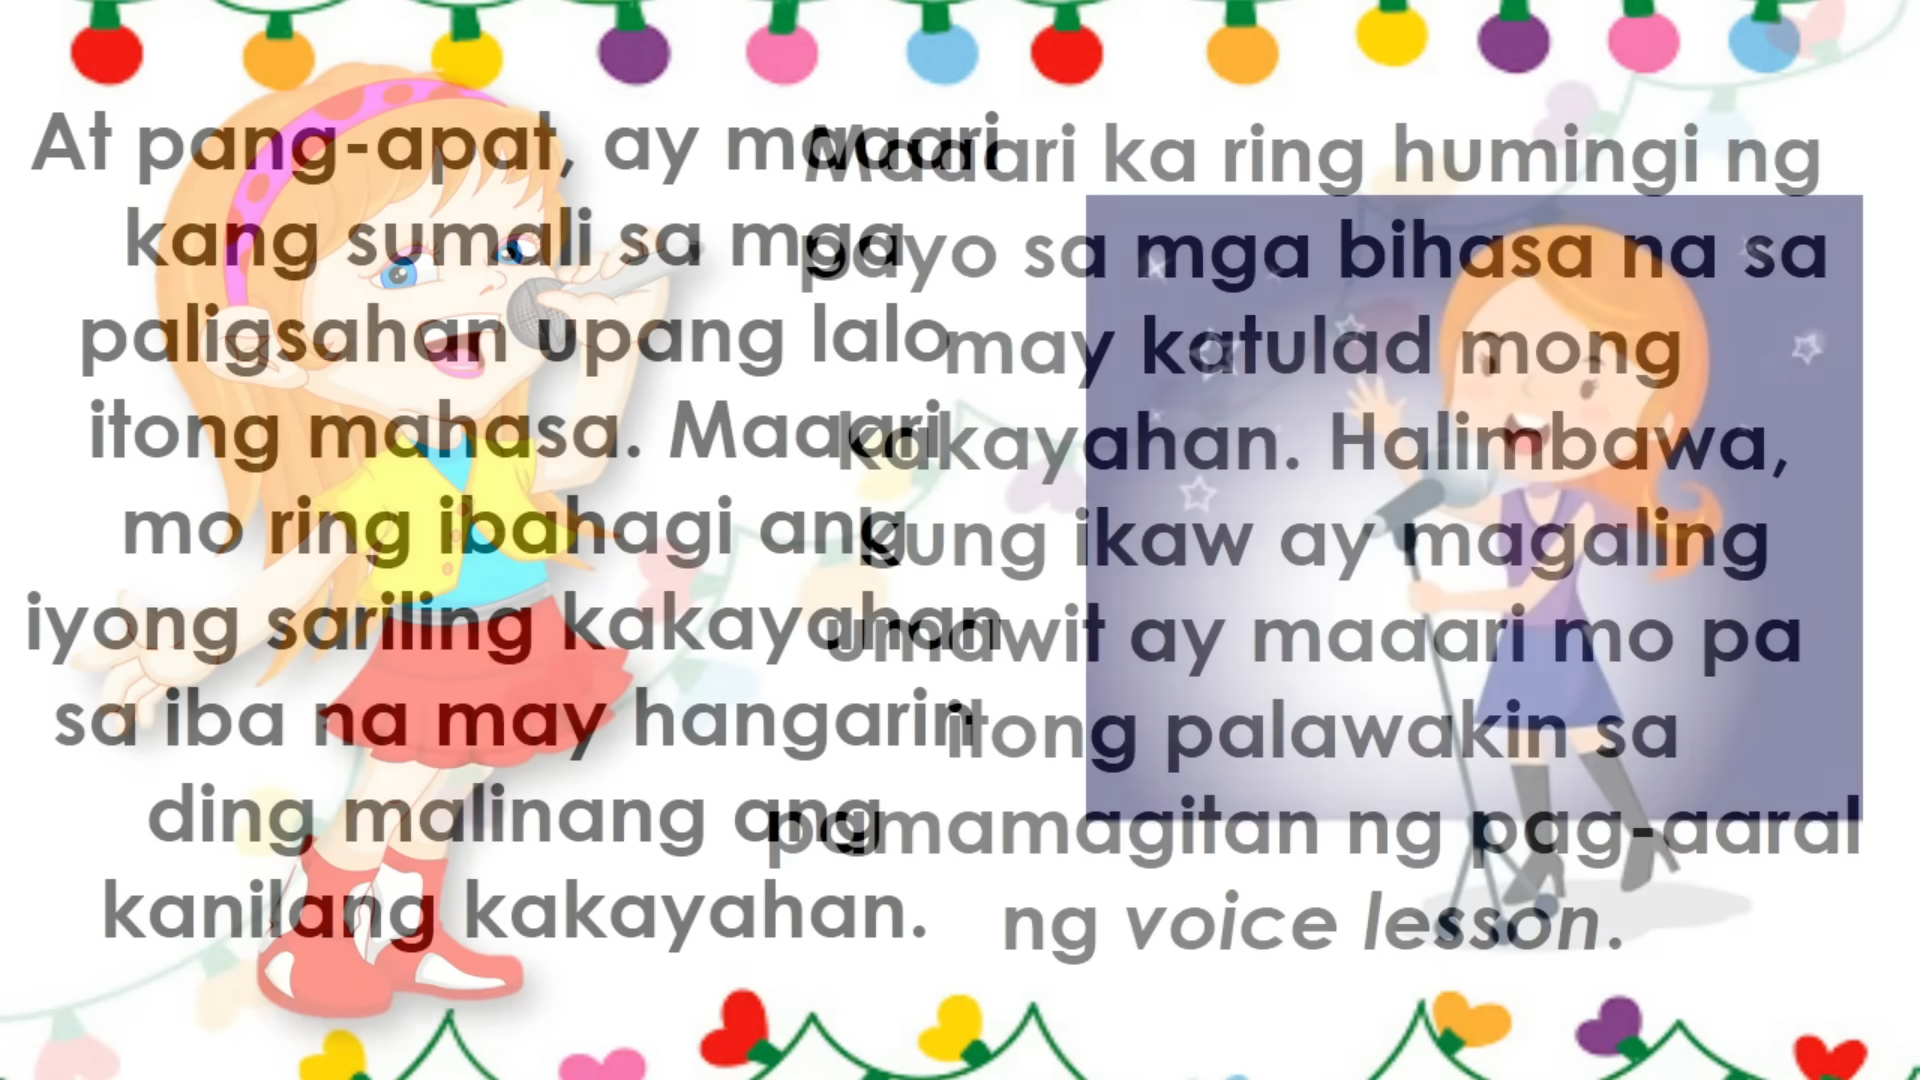 At pang-apat, ay maaari
kang sumali sa mga
paligsahan upang lalo
itong mahasa. Maaari
mo ring ibahagi ang
iyong sariling kakayahan
sa iba na may hangarin
ding malinang ang
kanilang kakayahan.
Maaari ka ring humingi ng
payo sa mga bihasa na sa
may katulad mong
kakayahan. Halimbawa,
kung ikaw ay magaling
umawit ay maaari mo pa
itong palawakin sa
pamamagitan ng pag-aaral
ng voice lesson.